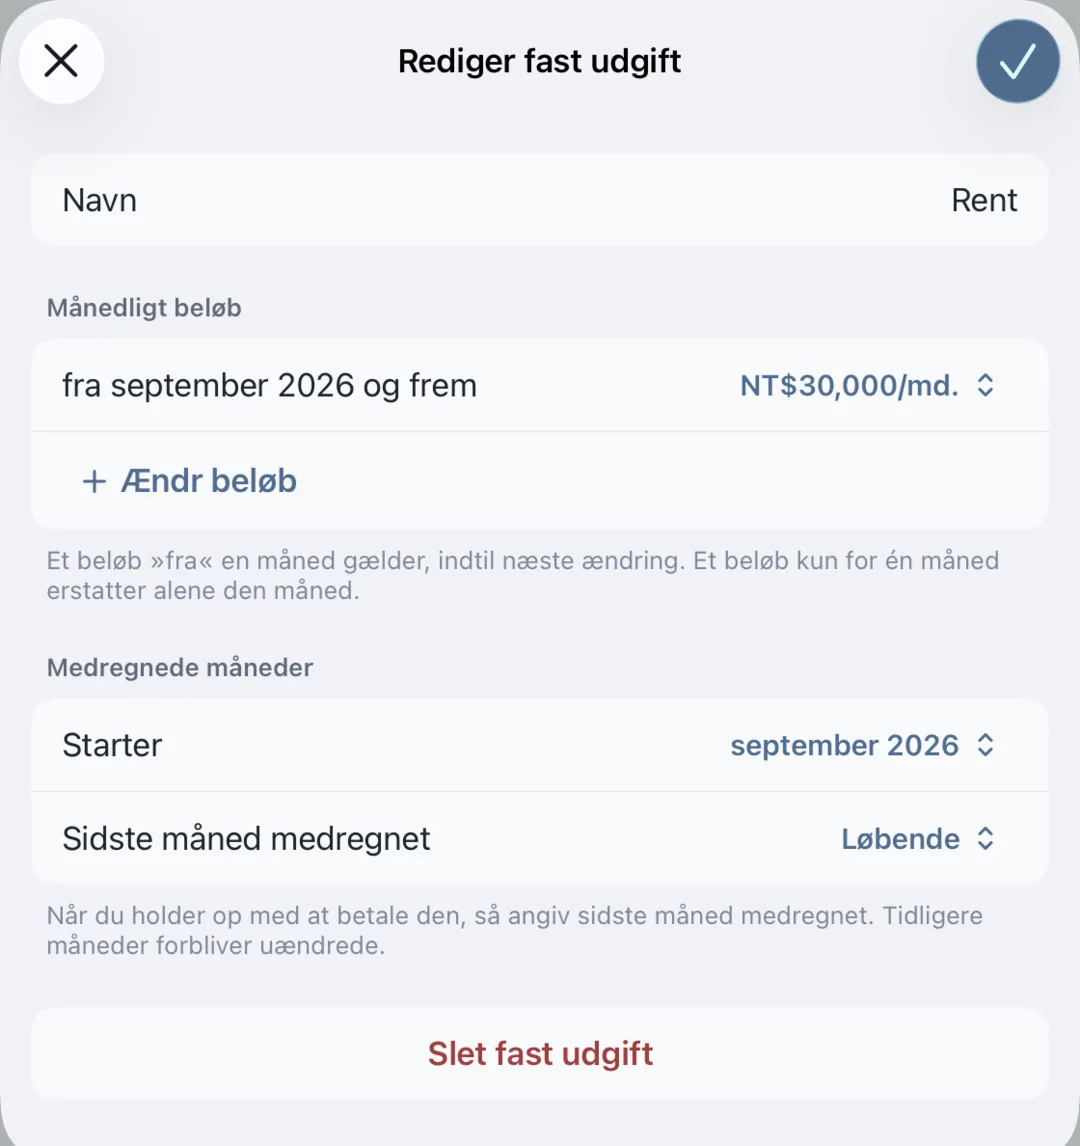 Rediger fast udgift
Navn
Rent
Månedligt beløb
fra september 2026 og frem
NT$30,000/md.
+ Ændr beløb
Et beløb »fra« en måned gælder, indtil næste ændring. Et beløb kun for én måned
erstatter alene den måned.
Medregnede måneder
Starter
september 2026
Sidste måned medregnet
Løbende
Når du holder op med at betale den, så angiv sidste måned medregnet. Tidligere
måneder forbliver uændrede.
Slet fast udgift